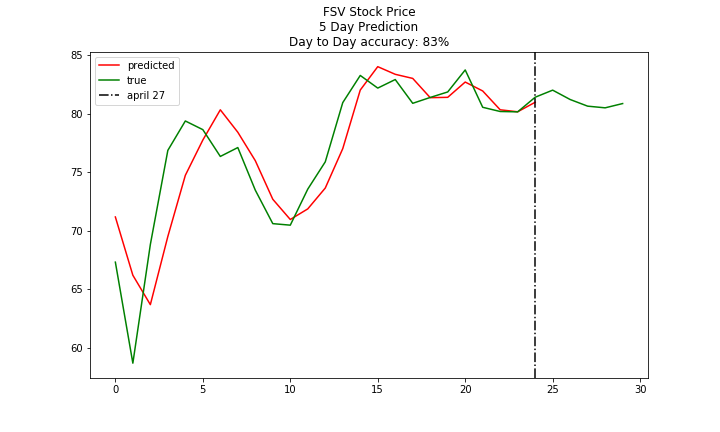 FSV Stock Price
5 Day Prediction
Day to Day accuracy: 83%
predicted
true
april 27
85
80
75
70
65
60
0 5 10 15 20 25 30